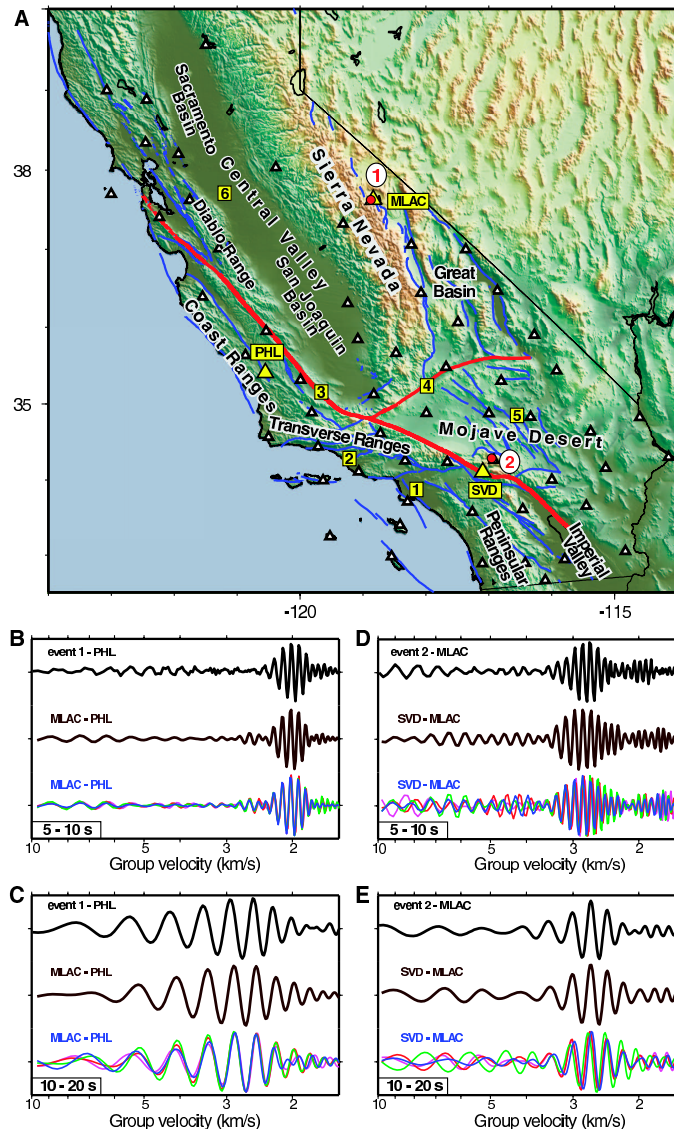 A
38
35
-120
-115
Sacramento
Basin
Central Valley
San Joaquin
Basin
Sierra Nevada
1
MLAC
6
Diablo Range
Great
Basin
Coast Ranges
PHL
3
4
Transverse Ranges
5
Mojave Desert
2
2
1
SVD
Peninsular
Ranges
Imperial
Valley
B
event 1 - PHL
MLAC - PHL
MLAC - PHL
5 - 10 s
10
5
3
2
Group velocity (km/s)
D
event 2 - MLAC
SVD - MLAC
SVD - MLAC
5 - 10 s
10
5
3
2
Group velocity (km/s)
C
event 1 - PHL
MLAC - PHL
MLAC - PHL
10 - 20 s
10
5
3
2
Group velocity (km/s)
E
event 2 - MLAC
SVD - MLAC
SVD - MLAC
10 - 20 s
10
5
3
2
Group velocity (km/s)